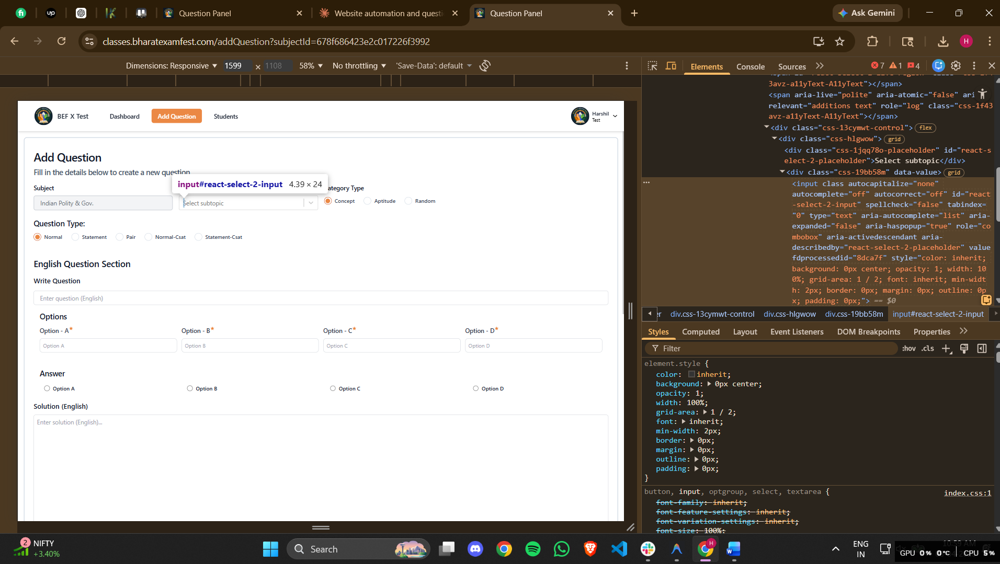 Question Panel
Website automation and questi
Question Panel
Ask Gemini
classes.bharatexamfest.com/addQuestion?subjectId=678f686423e2c017226f3992
H
Dimensions: Responsive
1599
×
1108
58%
No throttling
'Save-Data': default
Elements
Console
Sources
7
1
4
BEF X Test
Dashboard
Add Question
Students
Harshil
Test
Add Question
Fill in the details below to create a new question
input#react-select-2-input 4.39 × 24
Subject
ategory Type
Indian Polity & Gov.
Select subtopic
Concept
Aptitude
Random
Question Type:
Normal
Statement
Pair
Normal-Csat
Statement-Csat
English Question Section
Write Question
Enter question (English)
Options
Option - A*
Option - B*
Option - C*
Option - D*
Option A
Option B
Option C
Option D
Answer
Option A
Option B
Option C
Option D
Solution (English)
Enter solution (English)...
3avz-a11yText-A11yText"></span>
<span aria-live="polite" aria-atomic="false" ari
relevant="additions text" role="log" class="css-1f43
avz-a11yText-A11yText"></span>
<div class="css-13cymwt-control"> flex
<div class="css-hlgwow"> grid
<div class="css-1jqq78o-placeholder" id="react-s
elect-2-placeholder">Select subtopic</div>
<div class="css-19bb58m" data-value> grid
<input class autocapitalize="none"
autocomplete="off" autocorrect="off" id="react
-select-2-input" spellcheck="false" tabindex=
"0" type="text" aria-autocomplete="list" aria-
expanded="false" aria-haspopup="true" role="co
mbobox" aria-activedescendant aria-
describedby="react-select-2-placeholder" value
fdprocessedid="8dca7f" style="color: inherit;
background: 0px center; opacity: 1; width: 10
0%; grid-area: 1 / 2; font: inherit; min-widt
h: 2px; border: 0px; margin: 0px; outline: 0p
x; padding: 0px;"> == $0
er
div.css-13cymwt-control
div.css-hlgwow
div.css-19bb58m
input#react-select-2-input
Styles
Computed
Layout
Event Listeners
DOM Breakpoints
Properties
Filter
:hov
.cls
element.style {
color: inherit;
background: 0px center;
opacity: 1;
width: 100%;
grid-area: 1 / 2;
font: inherit;
min-width: 2px;
border: 0px;
margin: 0px;
outline: 0px;
padding: 0px;
}
button, input, optgroup, select, textarea {
index.css:1
font-family: inherit;
font-feature-settings: inherit;
font-variation-settings: inherit;
font-size: 100%;
2
NIFTY
+3.40%
Search
ENG
IN
10:59 AM
GPU 0% 0°C
CPU 5%